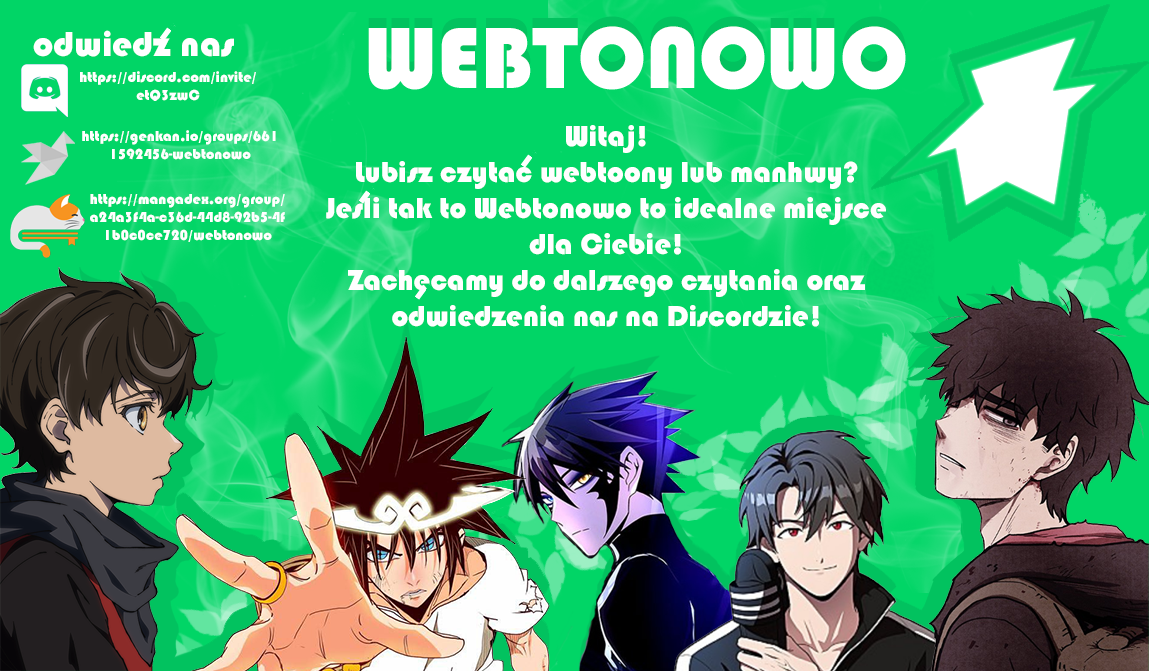 WEBTONOWO
odwiedź nas
https://discord.com/invite/
etQ3zwC
https://genkan.io/groups/661
1592456-webtonowo
https://mangadex.org/group/
a24a3f4a-c36d-44d8-92b5-4f
1b0c0ce720/webtonowo
Witaj!
Lubisz czytać webtoony lub manhwy?
Jeśli tak to Webtonowo to idealne miejsce
dla Ciebie!
Zachęcamy do dalszego czytania oraz
odwiedzenia nas na Discordzie!